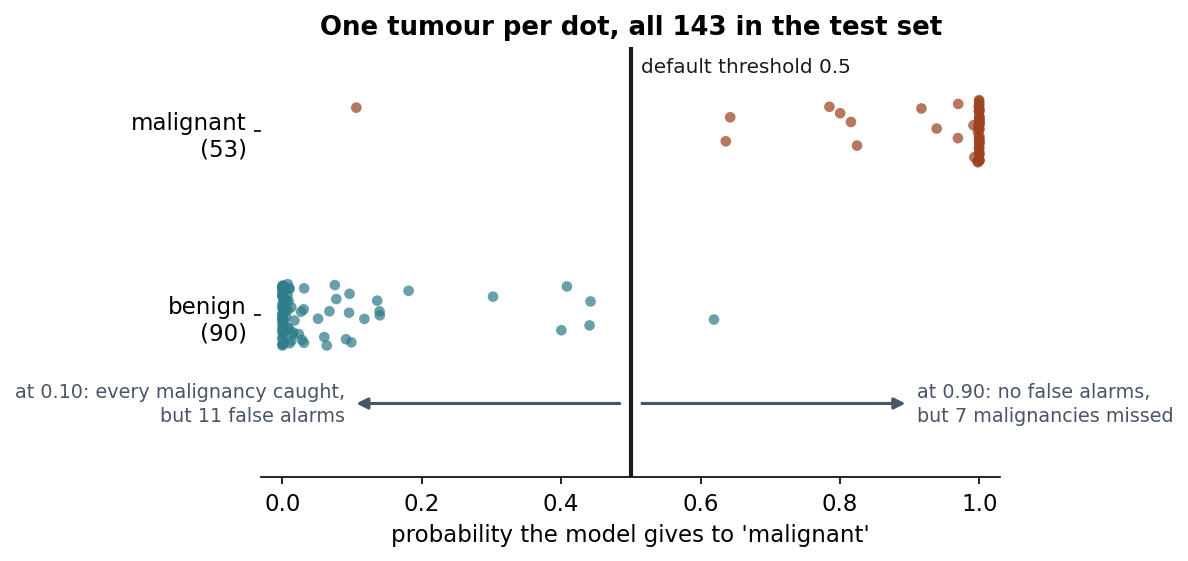 One tumour per dot, all 143 in the test set
default threshold 0.5
malignant
(53)
benign
(90)
at 0.10: every malignancy caught,
but 11 false alarms
at 0.90: no false alarms,
but 7 malignancies missed
0.0 0.2 0.4 0.6 0.8 1.0
probability the model gives to 'malignant'